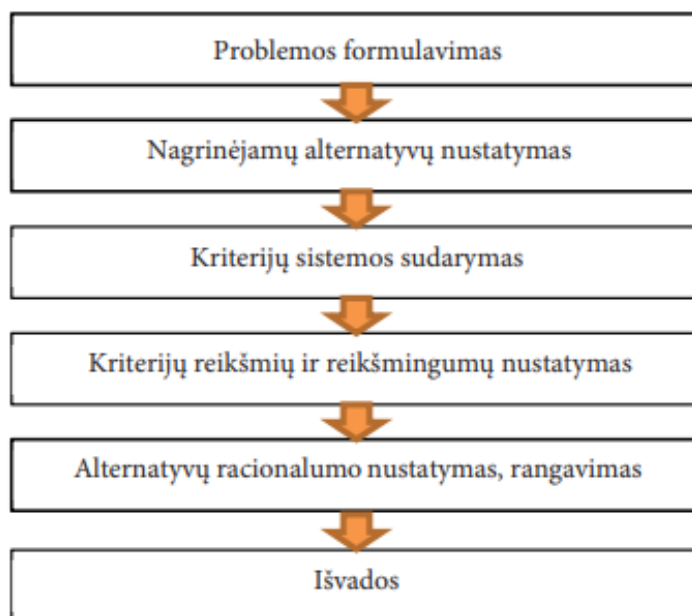 Problemos formulavimas
Nagrinėjamų alternatyvų nustatymas
Kriterijų sistemos sudarymas
Kriterijų reikšmių ir reikšmingumų nustatymas
Alternatyvų racionalumo nustatymas, rangavimas
Išvados